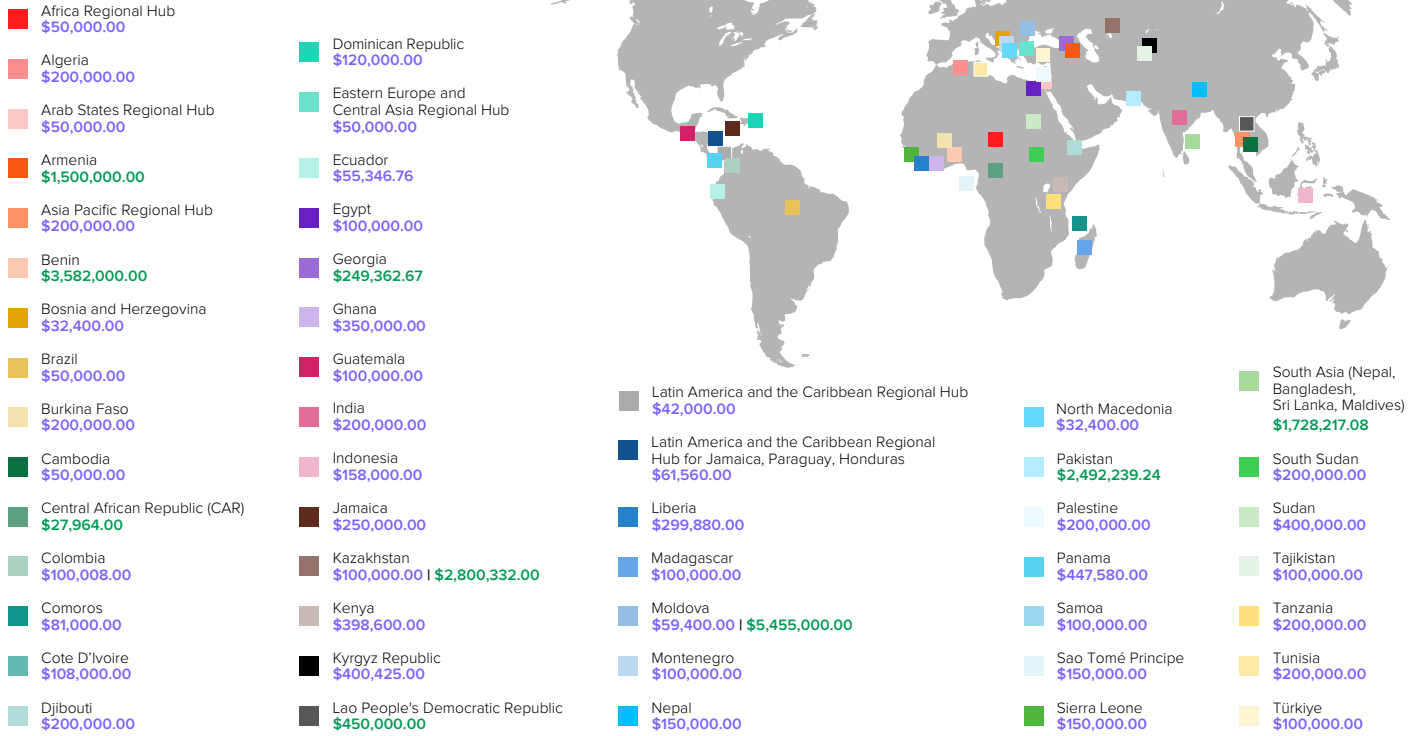 Africa Regional Hub
$50,000.00
Algeria
$200,000.00
Arab States Regional Hub
$50,000.00
Armenia
$1,500,000.00
Asia Pacific Regional Hub
$200,000.00
Benin
$3,582,000.00
Bosnia and Herzegovina
$32,400.00
Brazil
$50,000.00
Burkina Faso
$200,000.00
Cambodia
$50,000.00
Central African Republic (CAR)
$27,964.00
Colombia
$100,008.00
Comoros
$81,000.00
Cote D'Ivoire
$108,000.00
Djibouti
$200,000.00
Dominican Republic
$120,000.00
Eastern Europe and
Central Asia Regional Hub
$50,000.00
Ecuador
$55,346.76
Egypt
$100,000.00
Georgia
$249,362.67
Ghana
$350,000.00
Guatemala
$100,000.00
India
$200,000.00
Indonesia
$158,000.00
Jamaica
$250,000.00
Kazakhstan
$100,000.00 | $2,800,332.00
Kenya
$398,600.00
Kyrgyz Republic
$400,425.00
Lao People's Democratic Republic
$450,000.00
Latin America and the Caribbean Regional Hub
$42,000.00
Latin America and the Caribbean Regional
Hub for Jamaica, Paraguay, Honduras
$61,560.00
Liberia
$299,880.00
Madagascar
$100,000.00
Moldova
$59,400.00 | $5,455,000.00
Montenegro
$100,000.00
Nepal
$150,000.00
North Macedonia
$32,400.00
Pakistan
$2,492,239.24
Palestine
$200,000.00
Panama
$447,580.00
Samoa
$100,000.00
Sao Tomé Principe
$150,000.00
Sierra Leone
$150,000.00
South Asia (Nepal,
Bangladesh,
Sri Lanka, Maldives)
$1,728,217.08
South Sudan
$200,000.00
Sudan
$400,000.00
Tajikistan
$100,000.00
Tanzania
$200,000.00
Tunisia
$200,000.00
Türkiye
$100,000.00